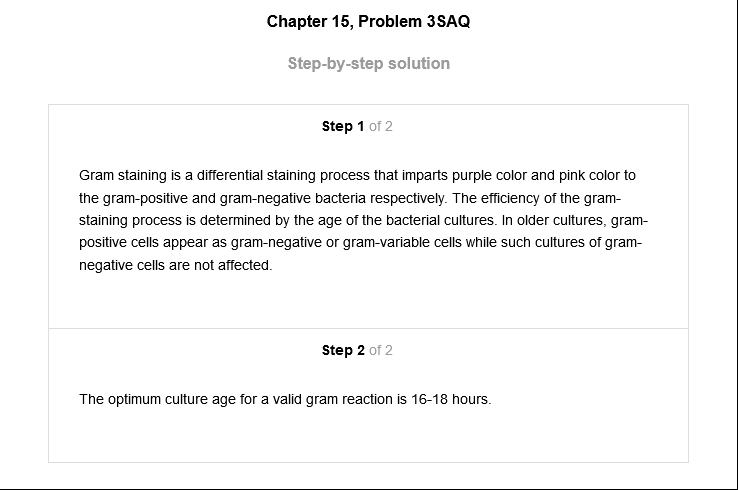 Chapter 15, Problem 3SAQ
Step-by-step solution
Step 1 of 2
Gram staining is a differential staining process that imparts purple color and pink color to
the gram-positive and gram-negative bacteria respectively. The efficiency of the gram-
staining process is determined by the age of the bacterial cultures. In older cultures, gram-
positive cells appear as gram-negative or gram-variable cells while such cultures of gram-
negative cells are not affected.
Step 2 of 2
The optimum culture age for a valid gram reaction is 16-18 hours.